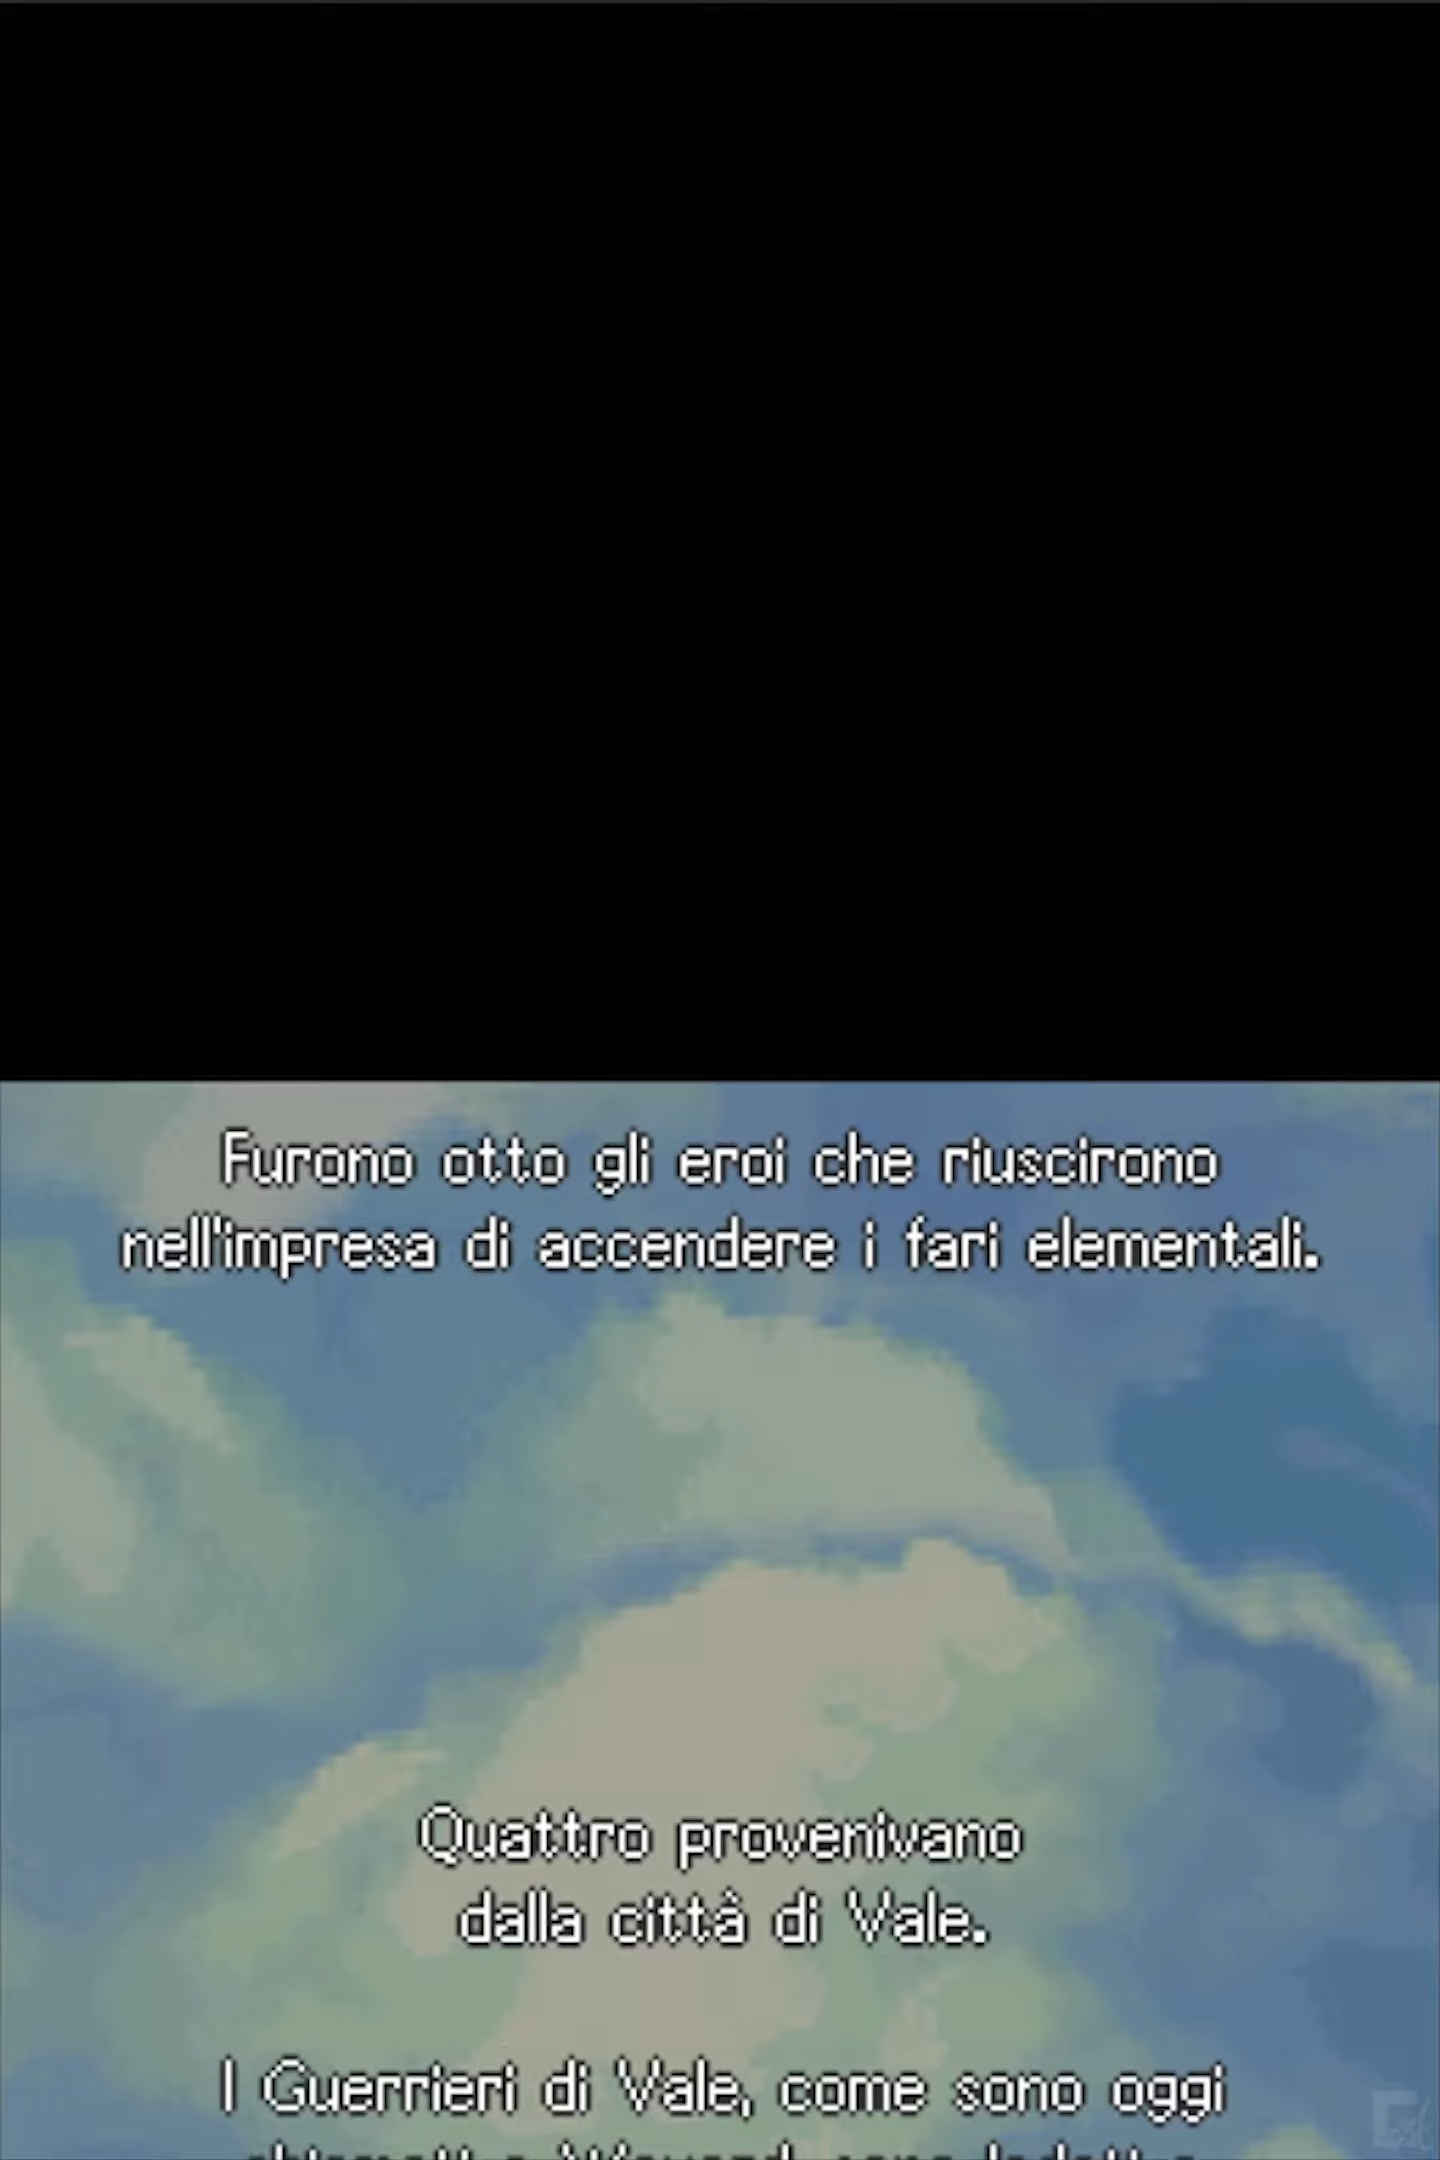 Furono otto gli eroi che riuscirono
nell'impresa di accendere i fari elementali.
Quattro provenivano
dalla città di Vale.
I Guerrieri di Vale, come sono oggi